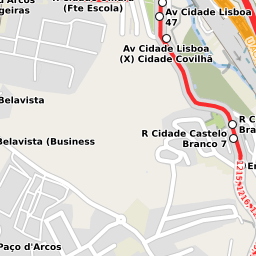 (Fte Escola)
geiras
Av Cidade Lisboa
47
Av Cidade Lisboa
(X) Cidade Covilhã
Belavista
R C
R Cidade Castelo
Branco 7
Belavista (Business
Paço d'Arcos